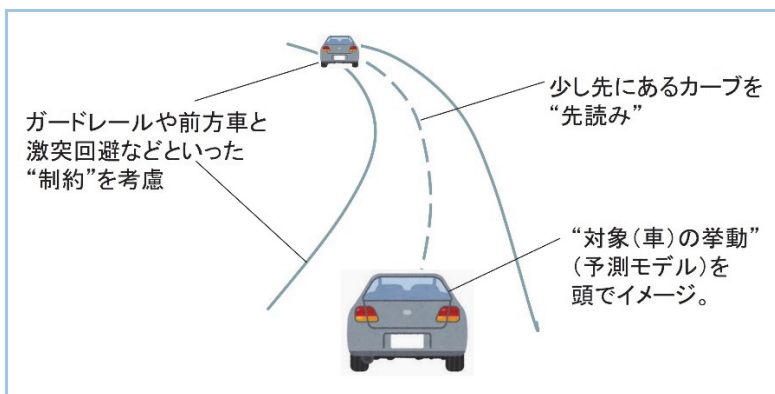 ガードレールや前方車と
激突回避などといった
“制約”を考慮
少し先にあるカーブを
“先読み”
“対象(車)の挙動”
(予測モデル)を
頭でイメージ。